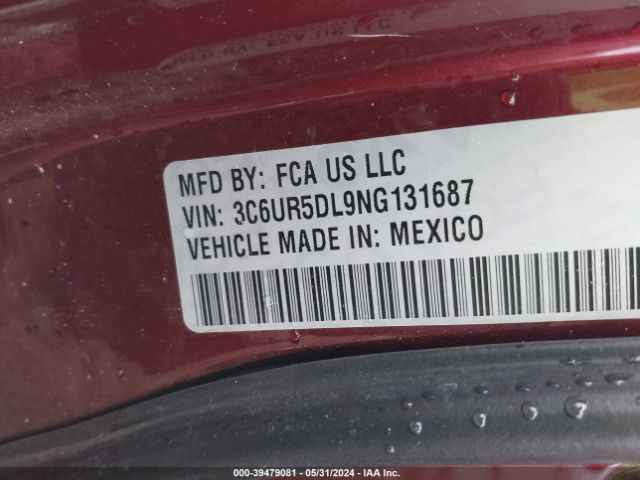 MFD BY: FCA US LLC
VIN: 3C6UR5DL9NG131687
VEHICLE MADE IN: MEXICO
000-39479081 - 05/31/2024 - IAA Inc.